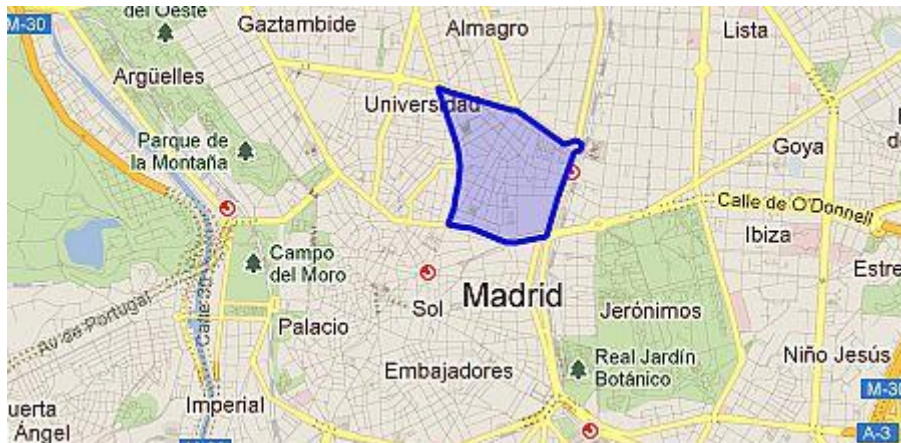 del Oeste
M-30
Gaztambide
Almagro
Lista
Argüelles
Universidad
Parque de
la Montaña
Goya
Calle de O'Donnell
Ibiza
Campo
del Moro
Estre
Calle 30
Sol
Madrid
Jerónimos
Av de Portugal
Palacio
Embajadores
Real Jardín
Botánico
Niño Jesús
Imperial
M-30
uerta
Ángel
A-3